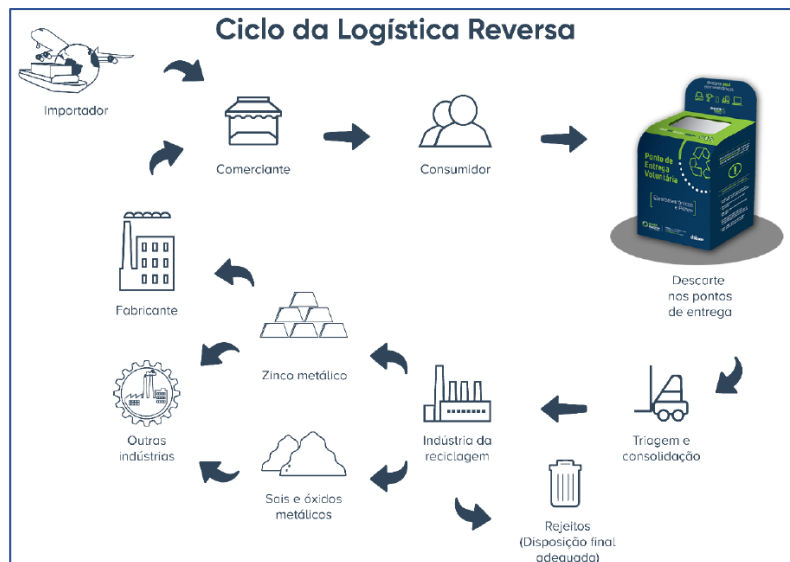 Ciclo da Logística Reversa
Importador
Comerciante
Consumidor
Ponto de
Entrega
Voluntária
Descarte
nos pontos
de entrega
Fabricante
Zinco metálico
Outras
indústrias
Indústria da
reciclagem
Triagem e
consolidação
Sais e óxidos
metálicos
Rejeitos
(Disposição final
adequada)